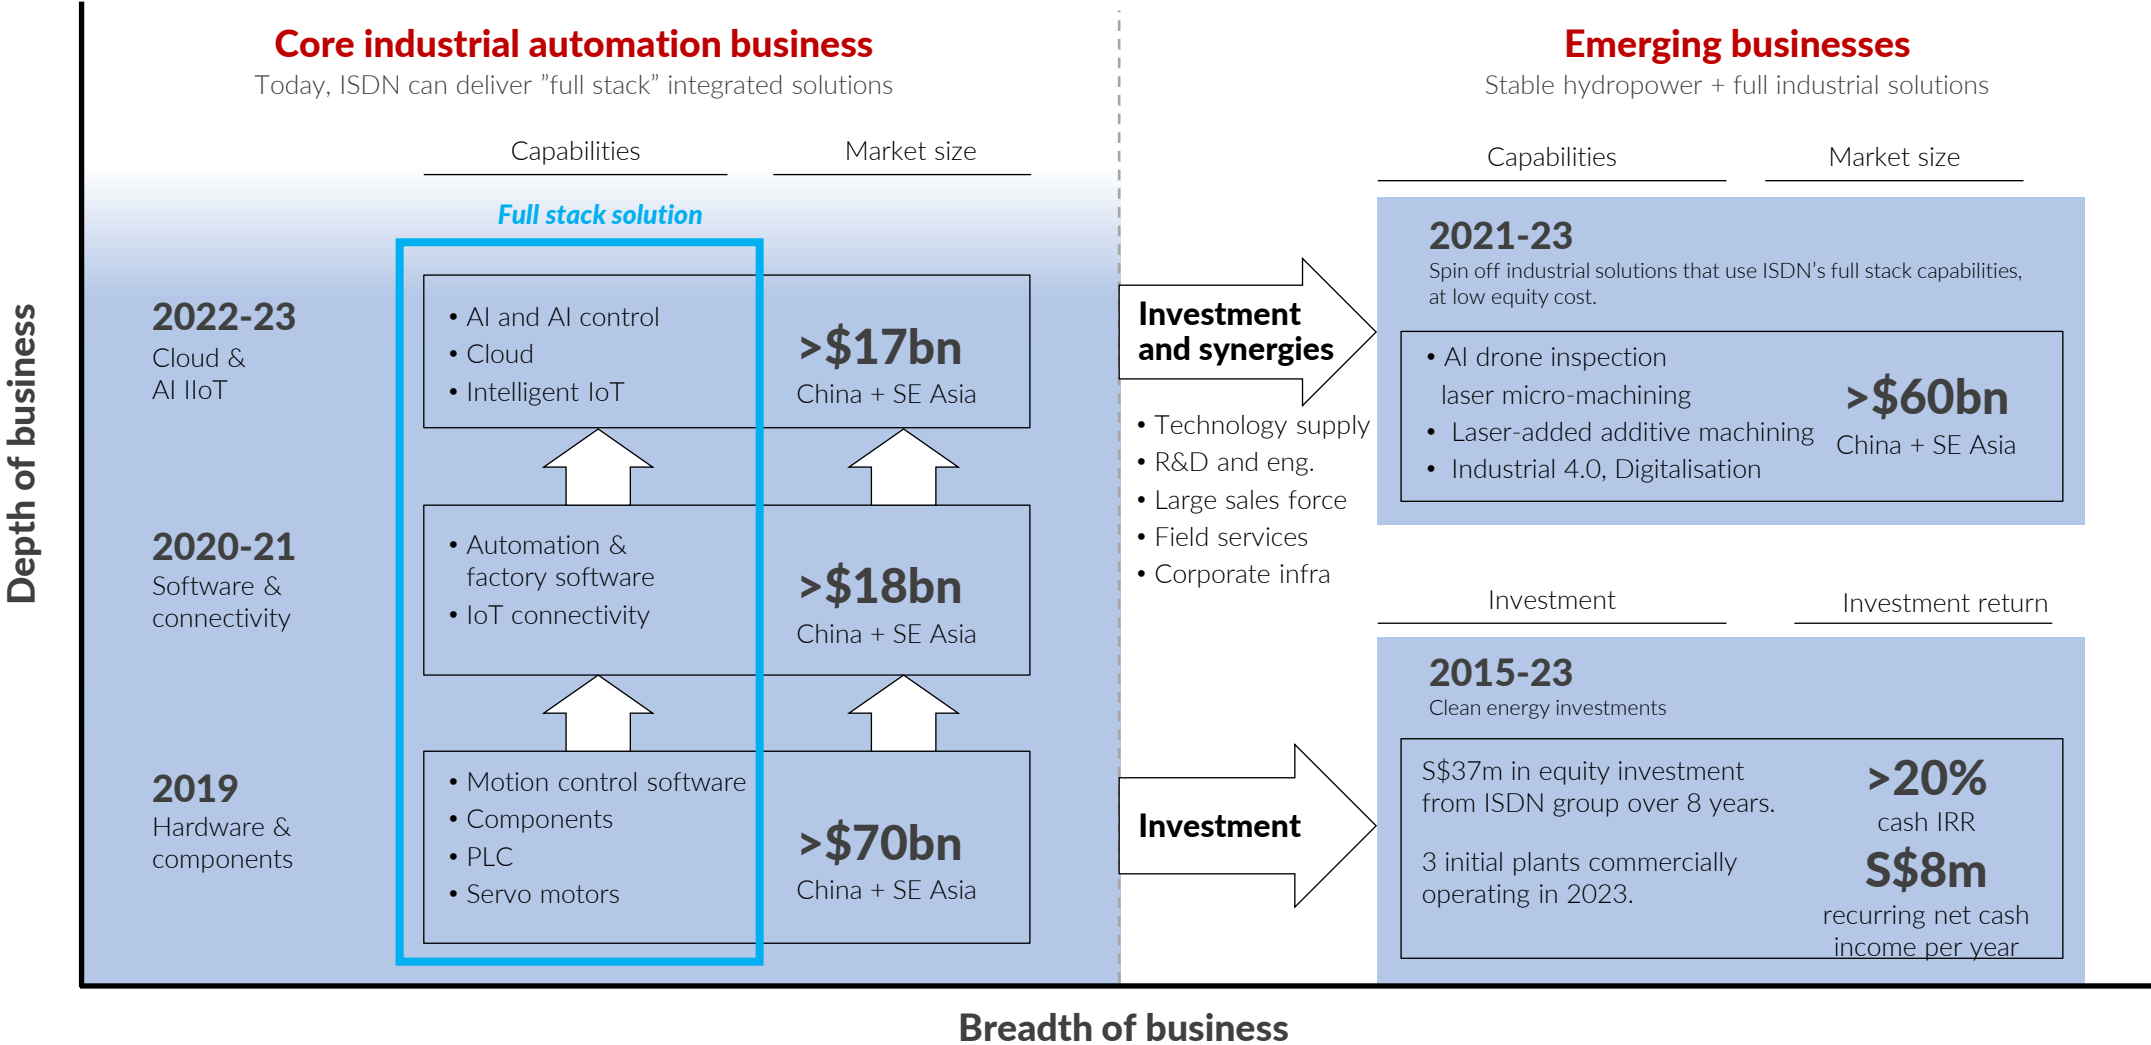 Core industrial automation business
Today, ISDN can deliver ”full stack” integrated solutions
Capabilities
Market size
Full stack solution
2022-23
Cloud &
AI IIoT
• AI and AI control
• Cloud
• Intelligent IoT
>$17bn
China + SE Asia
2020-21
Software &
connectivity
• Automation &
factory software
• IoT connectivity
>$18bn
China + SE Asia
2019
Hardware &
components
• Motion control software
• Components
• PLC
• Servo motors
>$70bn
China + SE Asia
Investment
and synergies
• Technology supply
• R&D and eng.
• Large sales force
• Field services
• Corporate infra
Investment
Emerging businesses
Stable hydropower + full industrial solutions
Capabilities
Market size
2021-23
Spin off industrial solutions that use ISDN’s full stack capabilities,
at low equity cost.
• AI drone inspection
laser micro-machining
• Laser-added additive machining
• Industrial 4.0, Digitalisation
>$60bn
China + SE Asia
Investment
Investment return
2015-23
Clean energy investments
S$37m in equity investment
from ISDN group over 8 years.
3 initial plants commercially
operating in 2023.
>20%
cash IRR
S$8m
recurring net cash
income per year
Depth of business
Breadth of business